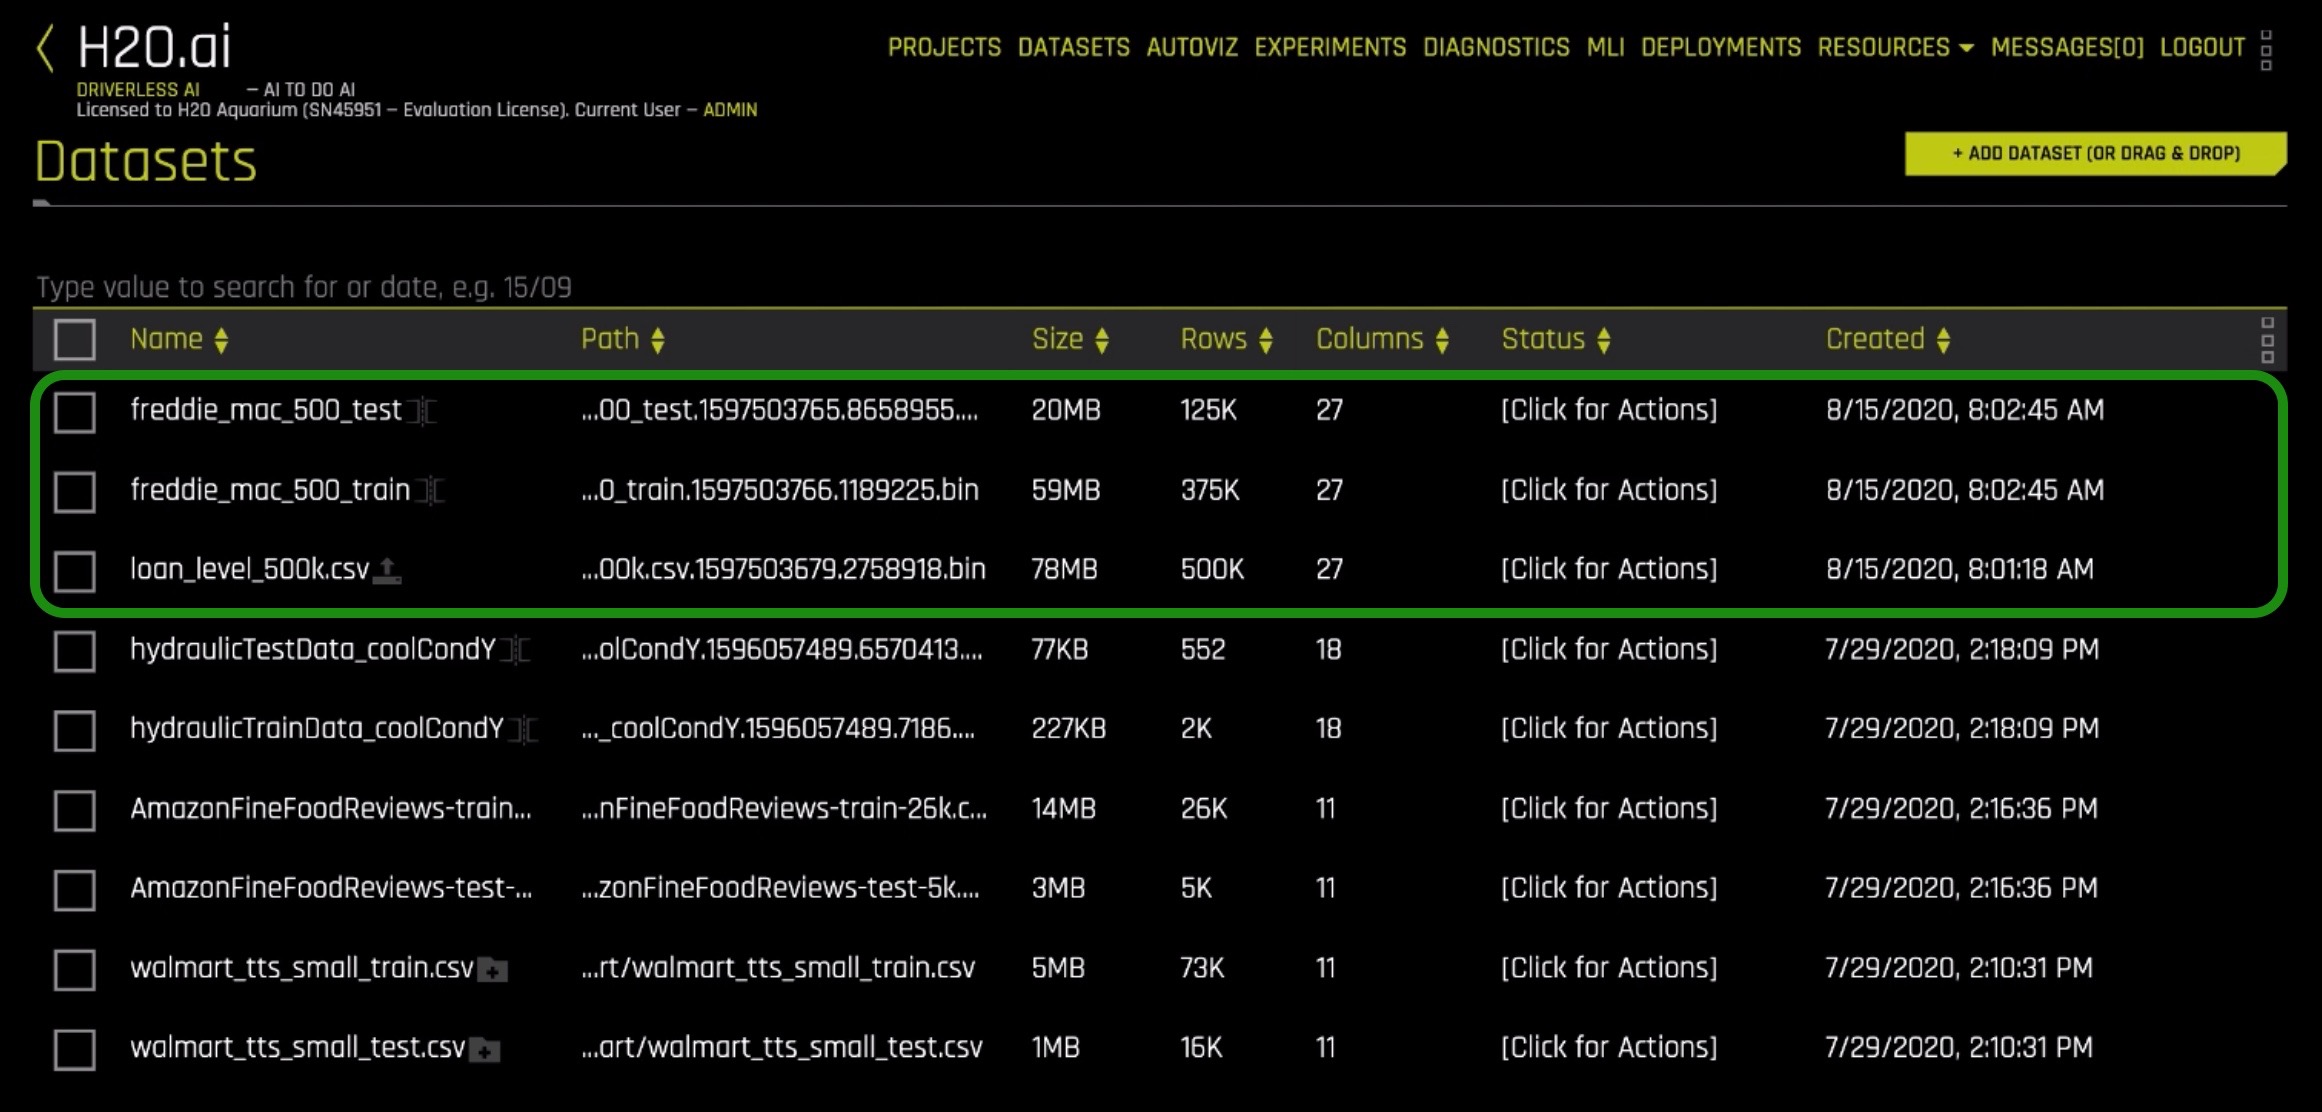 H2O.ai
PROJECTS DATASETS AUTOVIZ EXPERIMENTS DIAGNOSTICS MLI DEPLOYMENTS RESOURCES MESSAGES[0] LOGOUT
DRIVERLESS AI – AI TO DO AI
Licensed to H2O Aquarium (SN45951 – Evaluation License). Current User – ADMIN
Datasets
+ ADD DATASET (OR DRAG & DROP)
Type value to search for or date, e.g. 15/09
Name Path Size Rows Columns Status Created
freddie_mac_500_test ...00_test.1597503765.8658955.... 20MB 125K 27 [Click for Actions] 8/15/2020, 8:02:45 AM
freddie_mac_500_train ...0_train.1597503766.1189225.bin 59MB 375K 27 [Click for Actions] 8/15/2020, 8:02:45 AM
loan_level_500k.csv ...00k.csv.1597503679.2758918.bin 78MB 500K 27 [Click for Actions] 8/15/2020, 8:01:18 AM
hydraulicTestData_coolCondY ...olCondY.1596057489.6570413.... 77KB 552 18 [Click for Actions] 7/29/2020, 2:18:09 PM
hydraulicTrainData_coolCondY ..._coolCondY.1596057489.7186.... 227KB 2K 18 [Click for Actions] 7/29/2020, 2:18:09 PM
AmazonFineFoodReviews-train... ...nFineFoodReviews-train-26k.c... 14MB 26K 11 [Click for Actions] 7/29/2020, 2:16:36 PM
AmazonFineFoodReviews-test-... ...zonFineFoodReviews-test-5k.... 3MB 5K 11 [Click for Actions] 7/29/2020, 2:16:36 PM
walmart_tts_small_train.csv ...rt/walmart_tts_small_train.csv 5MB 73K 11 [Click for Actions] 7/29/2020, 2:10:31 PM
walmart_tts_small_test.csv ...art/walmart_tts_small_test.csv 1MB 16K 11 [Click for Actions] 7/29/2020, 2:10:31 PM